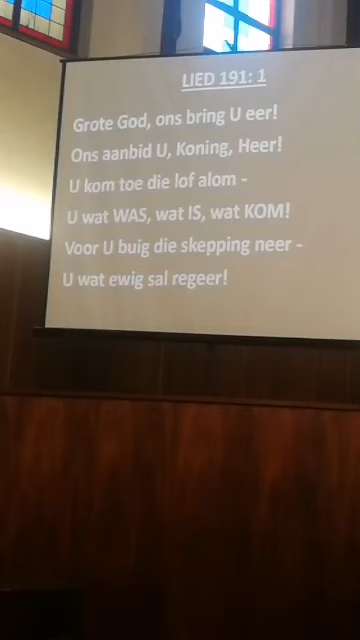 LIED 191: 1
Grote God, ons bring U eer!
Ons aanbid U, Koning, Heer!
U kom toe die lof alom -
U wat WAS, wat IS, wat KOM!
Voor U buig die skepping neer -
U wat ewig sal regeer!